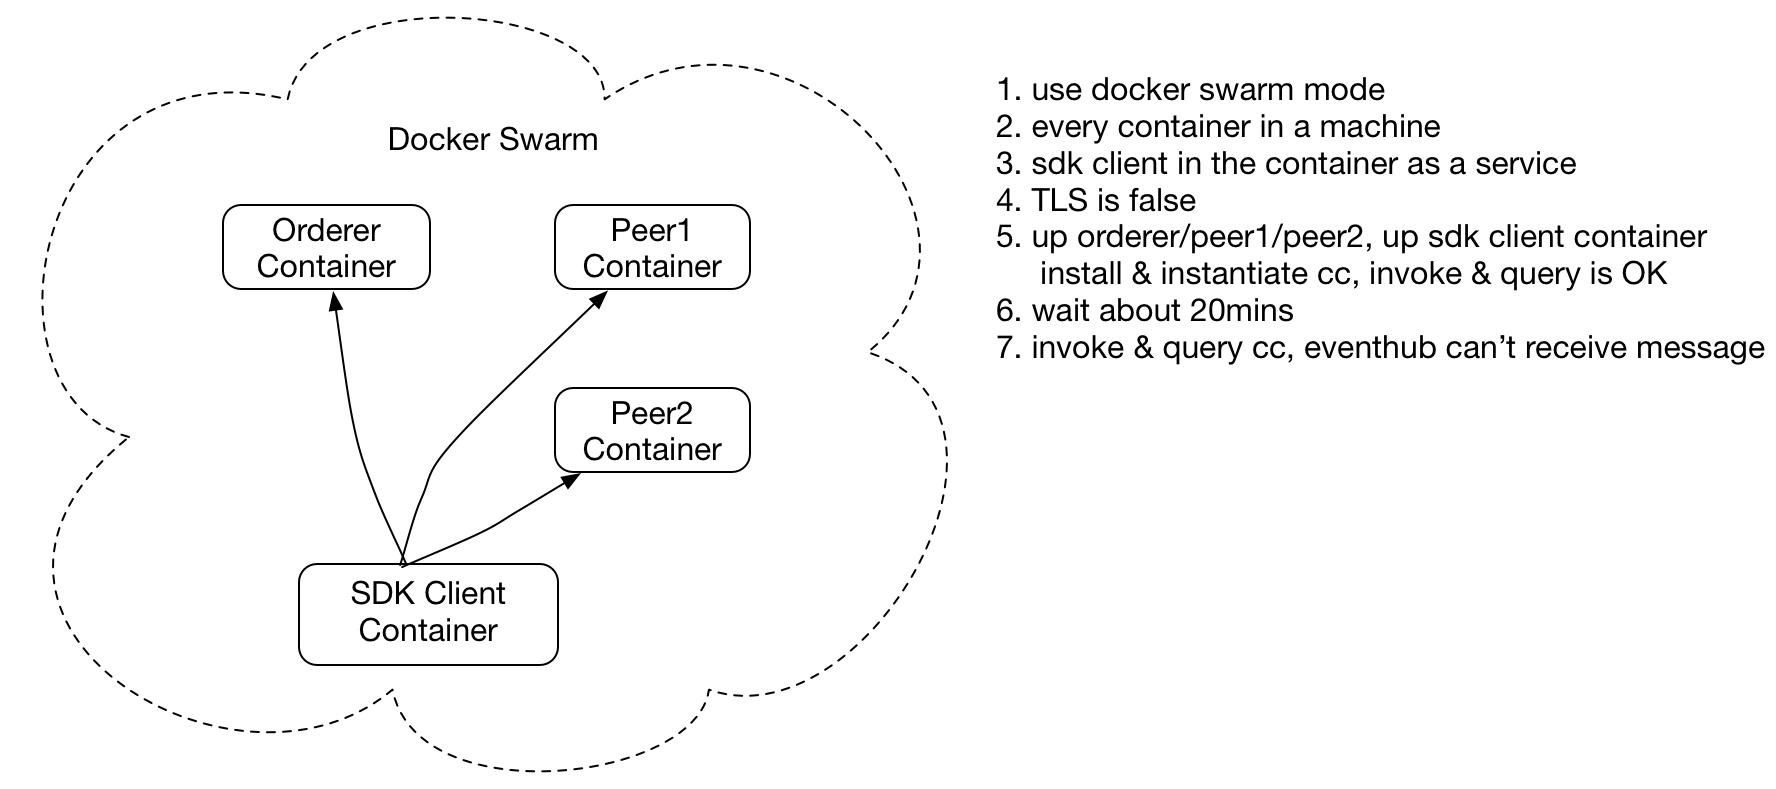 Docker Swarm
Orderer
Container
Peer1
Container
Peer2
Container
SDK Client
Container
1. use docker swarm mode
2. every container in a machine
3. sdk client in the container as a service
4. TLS is false
5. up orderer/peer1/peer2, up sdk client container
install & instantiate cc, invoke & query is OK
6. wait about 20mins
7. invoke & query cc, eventhub can’t receive message